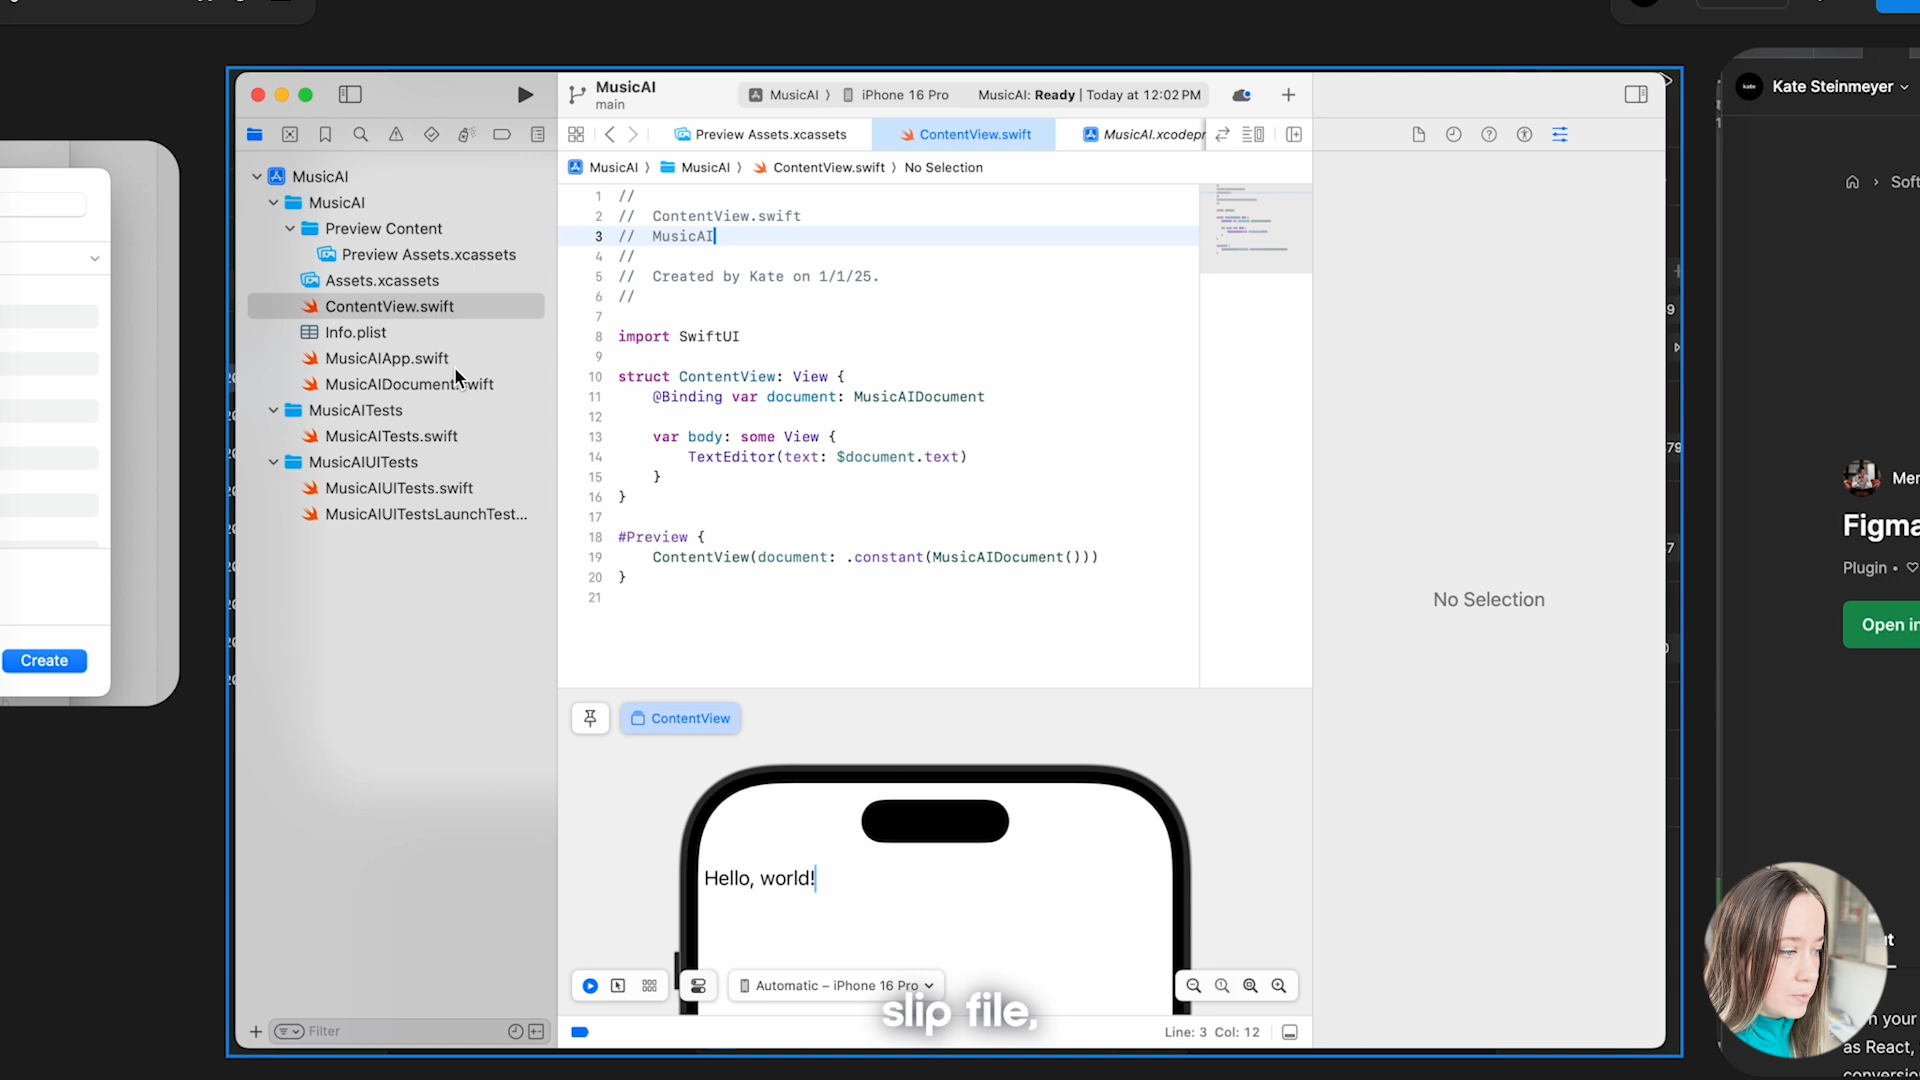 MusicAI
main
MusicAI ⟩ iPhone 16 Pro
MusicAI: Ready | Today at 12:02 PM
Preview Assets.xcassets
ContentView.swift
MusicAI.xcodepr
MusicAI ⟩ MusicAI ⟩ ContentView.swift ⟩ No Selection
MusicAI
MusicAI
Preview Content
Preview Assets.xcassets
Assets.xcassets
ContentView.swift
Info.plist
MusicAIApp.swift
MusicAIDocument.swift
MusicAITests
MusicAITests.swift
MusicAIUITests
MusicAIUITests.swift
MusicAIUITestsLaunchTest...
Filter
1 //
2 // ContentView.swift
3 // MusicAI
4 //
5 // Created by Kate on 1/1/25.
6 //
7
8 import SwiftUI
9
10 struct ContentView: View {
11 @Binding var document: MusicAIDocument
12
13 var body: some View {
14 TextEditor(text: $document.text)
15 }
16 }
17
18 #Preview {
19 ContentView(document: .constant(MusicAIDocument()))
20 }
21
ContentView
Hello, world!
Automatic – iPhone 16 Pro
slip file,
Line: 3 Col: 12
No Selection
Create
Kate Steinmeyer
Soft
Mer
Figma
Plugin •
Open in
n your
as React,
conversio